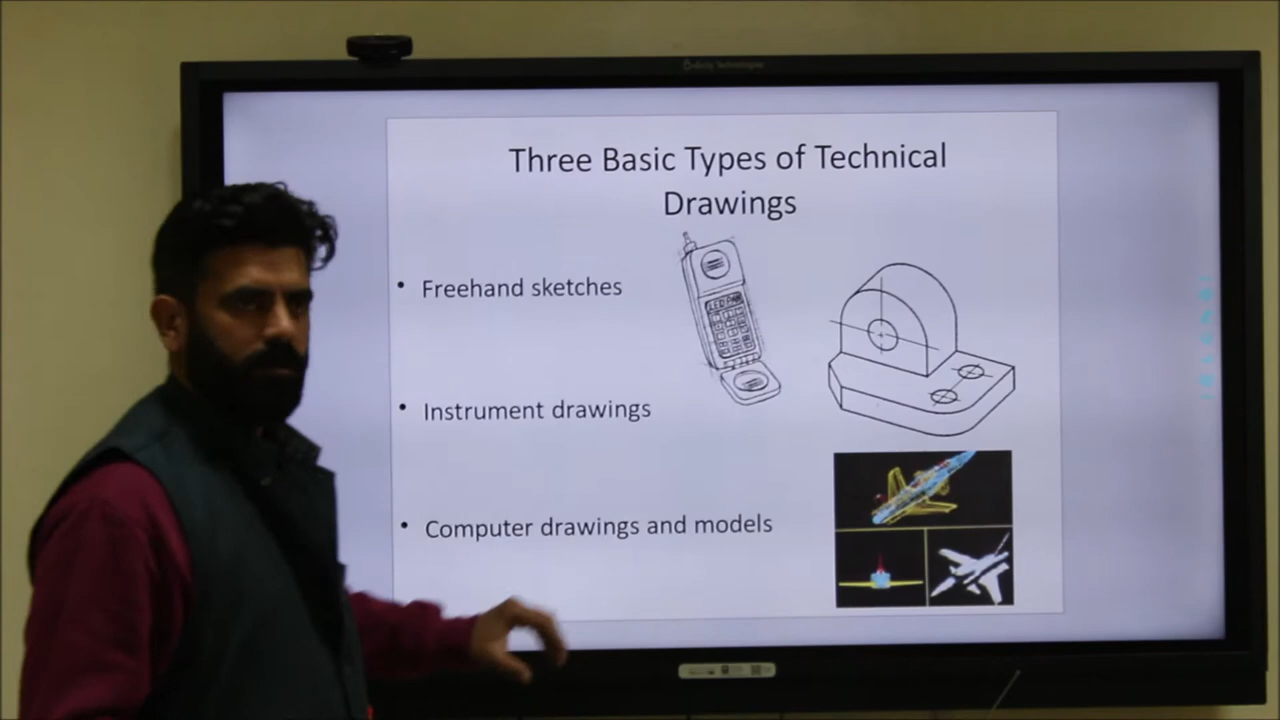 Three Basic Types of Technical
Drawings
• Freehand sketches
• Instrument drawings
• Computer drawings and models